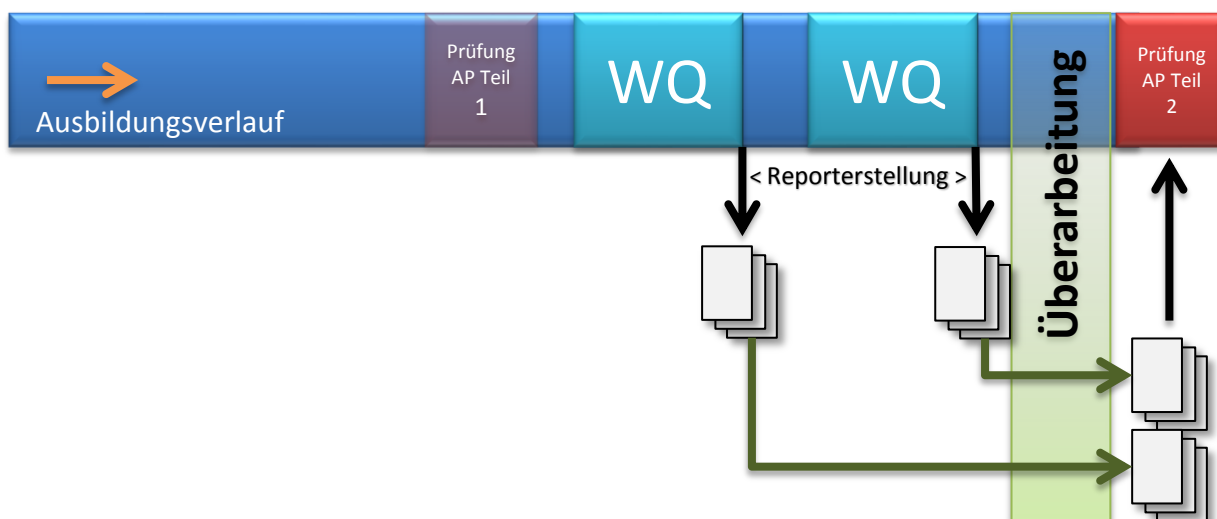 Prüfung
AP Teil
1
WQ
WQ
Prüfung
AP Teil
2
Ausbildungsverlauf
< Reporterstellung >
Überarbeitung